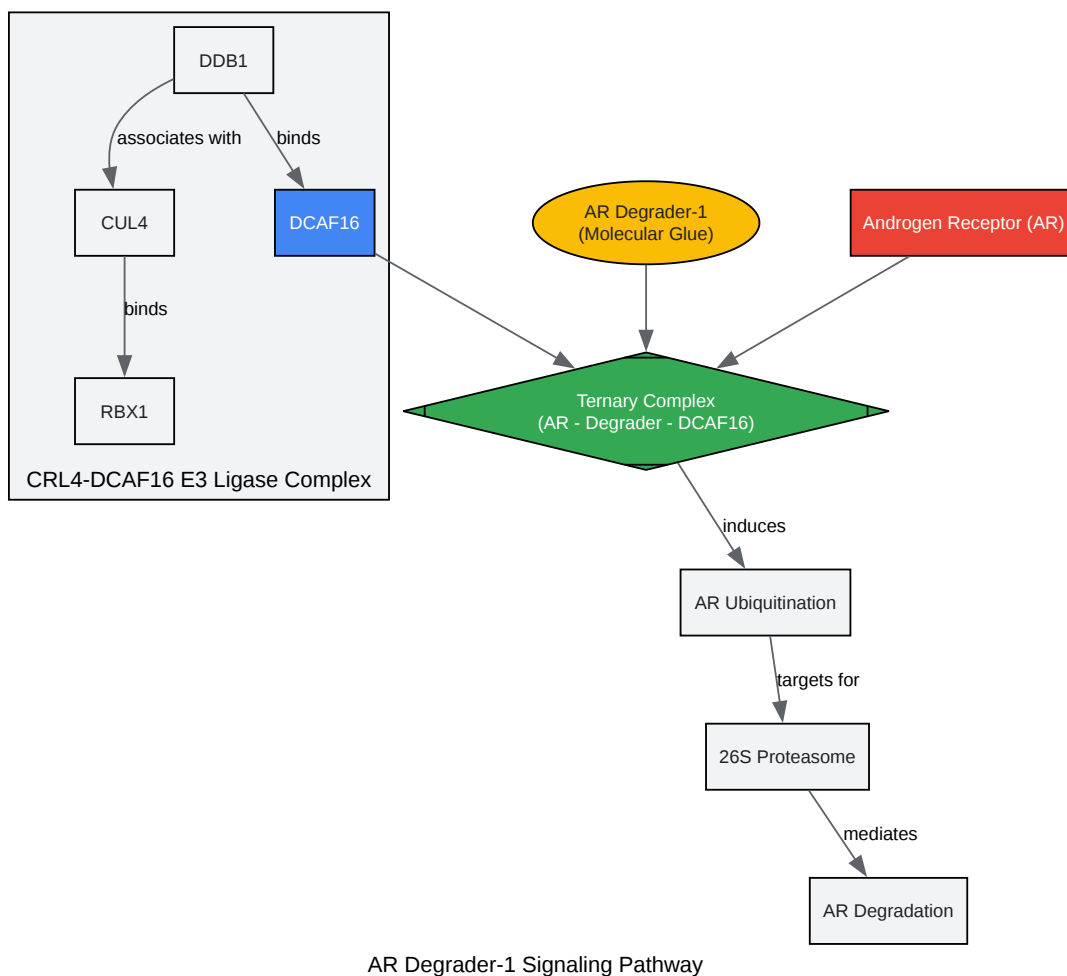 DDB1
associates with
binds
CUL4
DCAF16
AR Degrader-1
(Molecular Glue)
Androgen Receptor (AR)
binds
RBX1
CRL4-DCAF16 E3 Ligase Complex
Ternary Complex
(AR - Degrader - DCAF16)
induces
AR Ubiquitination
targets for
26S Proteasome
mediates
AR Degradation
AR Degrader-1 Signaling Pathway